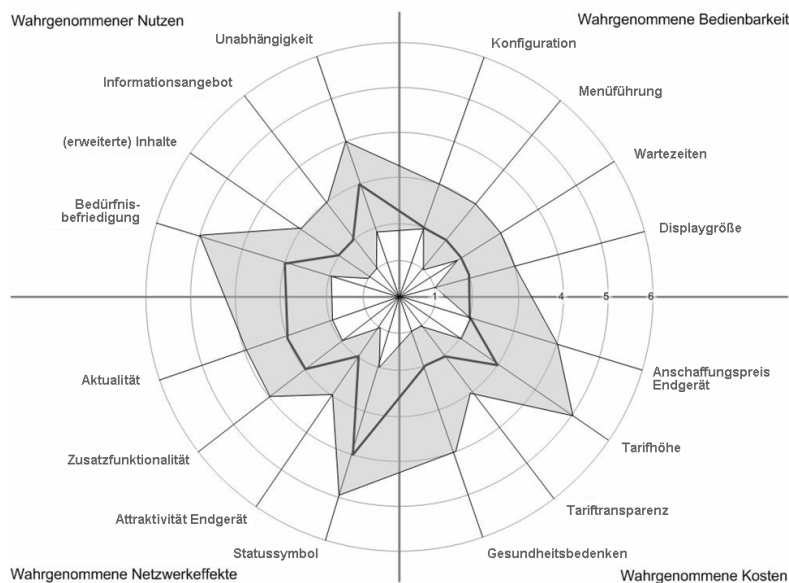 Wahrgenommener Nutzen
Wahrgenommene Bedienbarkeit
Unabhängigkeit
Konfiguration
Informationsangebot
Menüführung
(erweiterte) Inhalte
Wartezeiten
Bedürfnis-
befriedigung
Displaygröße
1
4
5
6
Aktualität
Anschaffungspreis
Endgerät
Zusatzfunktionalität
Tarifhöhe
Attraktivität Endgerät
Tariftransparenz
Statussymbol
Gesundheitsbedenken
Wahrgenommene Netzwerkeffekte
Wahrgenommene Kosten